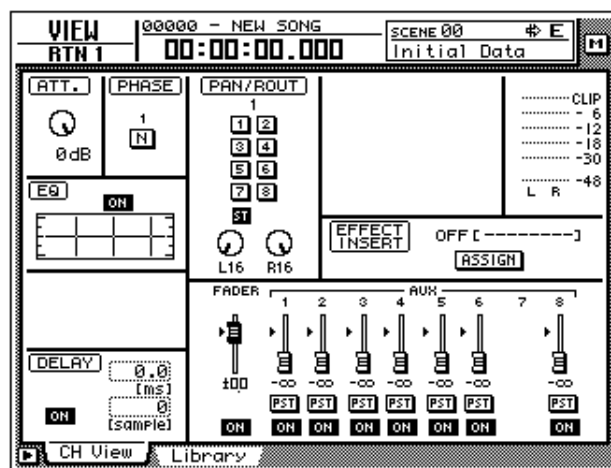 VIEW
RTN 1
00000 - NEW SONG
00:00:00.000
SCENE 00 E
Initial Data
M
ATT.
0dB
PHASE
1
N
PAN/ROUT
1
1 2
3 4
5 6
7 8
ST
L16 R16
CLIP
- 6
-12
-18
-30
-48
L R
EQ
ON
EFFECT
INSERT
OFF [---------]
ASSIGN
DELAY
0.0
[ms]
0
[sample]
ON
FADER
AUX
1 2 3 4 5 6 7 8
±00 -∞ -∞ -∞ -∞ -∞ -∞ -∞
PST PST PST PST PST PST PST
ON ON ON ON ON ON ON ON
CH View
Library